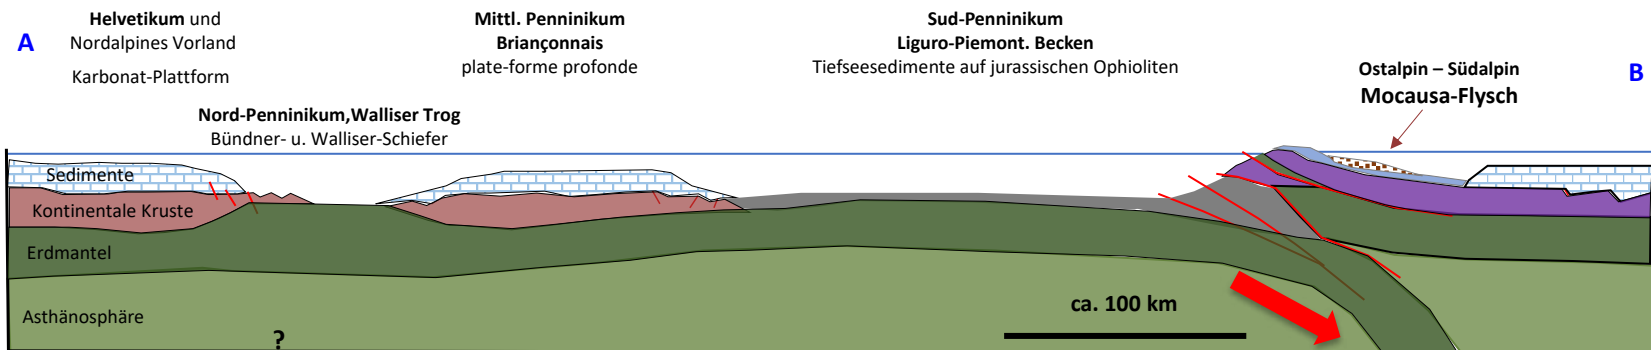 A
Helvetikum und
Nordalpines Vorland
Karbonat-Plattform
Nord-Penninikum,Walliser Trog
Bündner- u. Walliser-Schiefer
Mittl. Penninikum
Briançonnais
plate-forme profonde
Sud-Penninikum
Liguro-Piemont. Becken
Tiefseesedimente auf jurassischen Ophioliten
Ostalpin – Südalpin
Mocausa-Flysch
B
Sedimente
Kontinentale Kruste
Erdmantel
Asthänosphäre
?
ca. 100 km